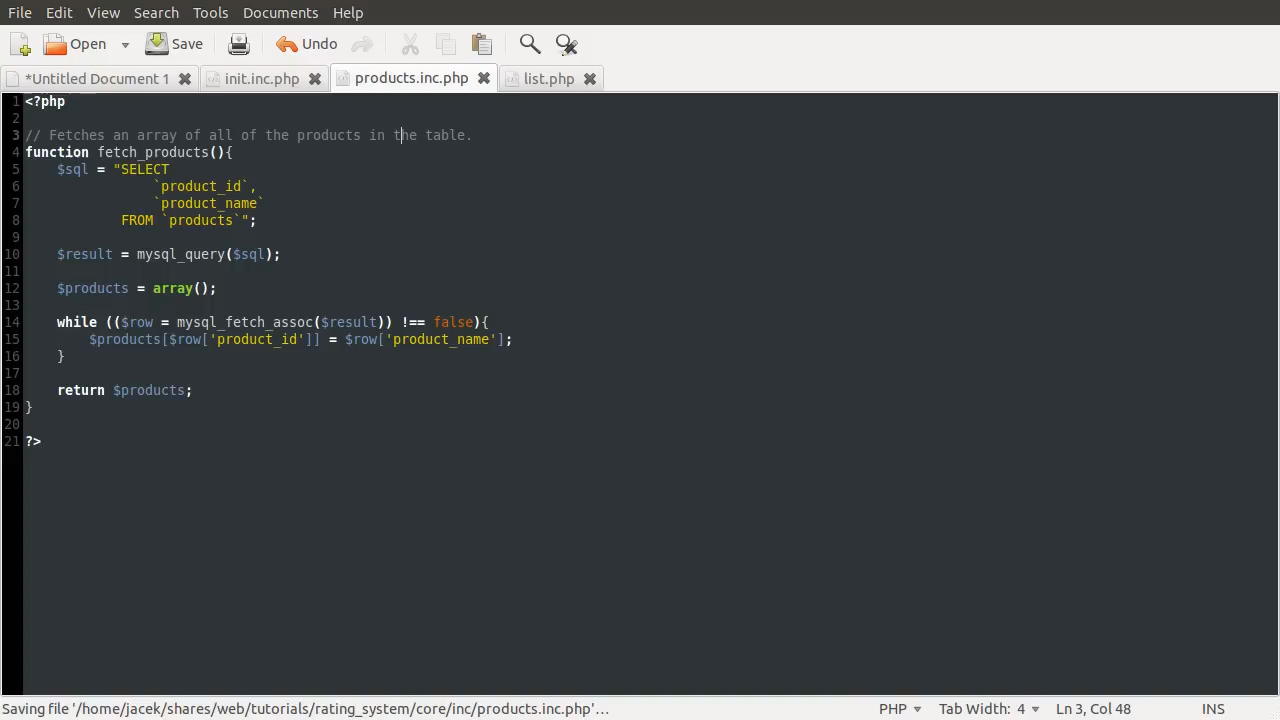 File Edit View Search Tools Documents Help
Open Save Undo
*Untitled Document 1 init.inc.php products.inc.php list.php
1 <?php
2
3 // Fetches an array of all of the products in the table.
4 function fetch_products(){
5     $sql = "SELECT
6                 `product_id`,
7                 `product_name`
8             FROM `products`";
9
10     $result = mysql_query($sql);
11
12     $products = array();
13
14     while (($row = mysql_fetch_assoc($result)) !== false){
15         $products[$row['product_id']] = $row['product_name'];
16     }
17
18     return $products;
19 }
20
21 ?>
Saving file '/home/jacek/shares/web/tutorials/rating_system/core/inc/products.inc.php'... PHP Tab Width: 4 Ln 3, Col 48 INS